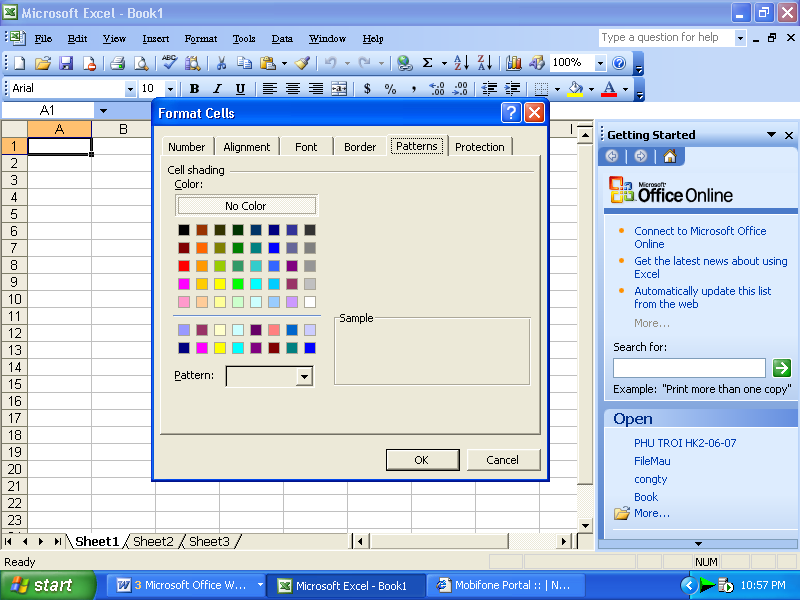 Microsoft Excel - Book1
File Edit View Insert Format Tools Data Window Help
Type a question for help
Σ A Z Z A 100%
Arial 10 B I U $ % ,
A1
A B I
Format Cells
Number Alignment Font Border Patterns Protection
Cell shading
Color:
No Color
Sample
Pattern:
OK Cancel
1
2
3
4
5
6
7
8
9
10
11
12
13
14
15
16
17
18
19
20
21
22
23
Getting Started
Microsoft
Office Online
Connect to Microsoft Office
Online
Get the latest news about using
Excel
Automatically update this list
from the web
More...
Search for:
Example: "Print more than one copy"
Open
PHU TROI HK2-06-07
FileMau
congty
Book
More...
Sheet1 Sheet2 Sheet3
Ready NUM
start 3 Microsoft Office W... Microsoft Excel - Book1 Mobifone Portal :: | N... 10:57 PM